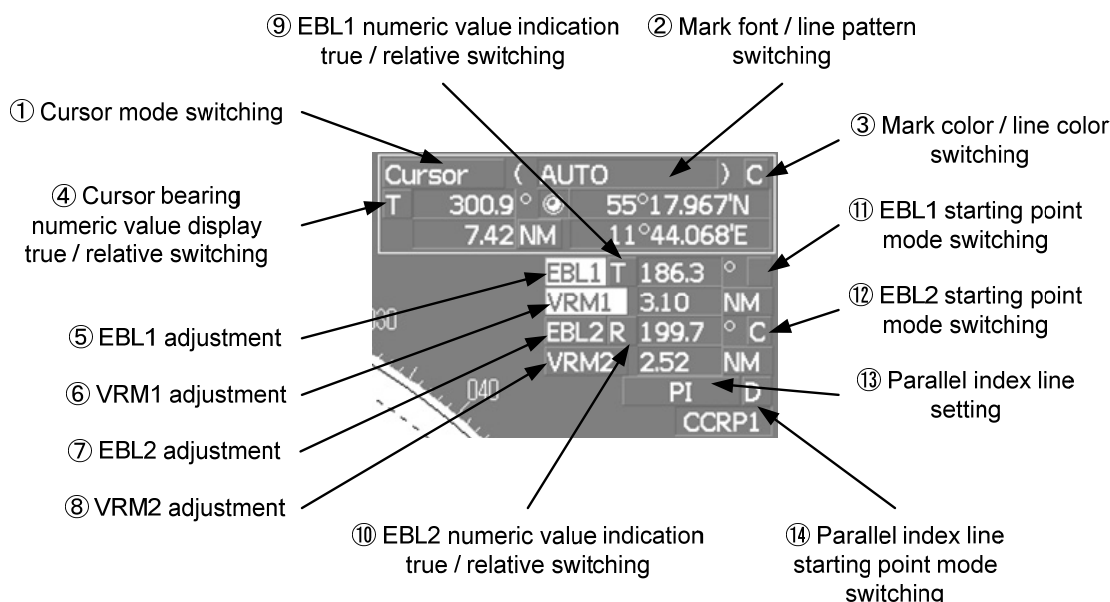 ⑨ EBL1 numeric value indication
true / relative switching
② Mark font / line pattern
switching
① Cursor mode switching
③ Mark color / line color
switching
④ Cursor bearing
numeric value display
true / relative switching
Cursor ( AUTO ) C
T 300.9 ° 55°17.967'N
7.42 NM 11°44.068'E
⑪ EBL1 starting point
mode switching
EBL1 T 186.3 °
VRM1 3.10 NM
EBL2 R 199.7 ° C
VRM2 2.52 NM
PI D
CCRP1
040
⑫ EBL2 starting point
mode switching
⑤ EBL1 adjustment
⑥ VRM1 adjustment
⑬ Parallel index line
setting
⑦ EBL2 adjustment
⑧ VRM2 adjustment
⑩ EBL2 numeric value indication
true / relative switching
⑭ Parallel index line
starting point mode
switching